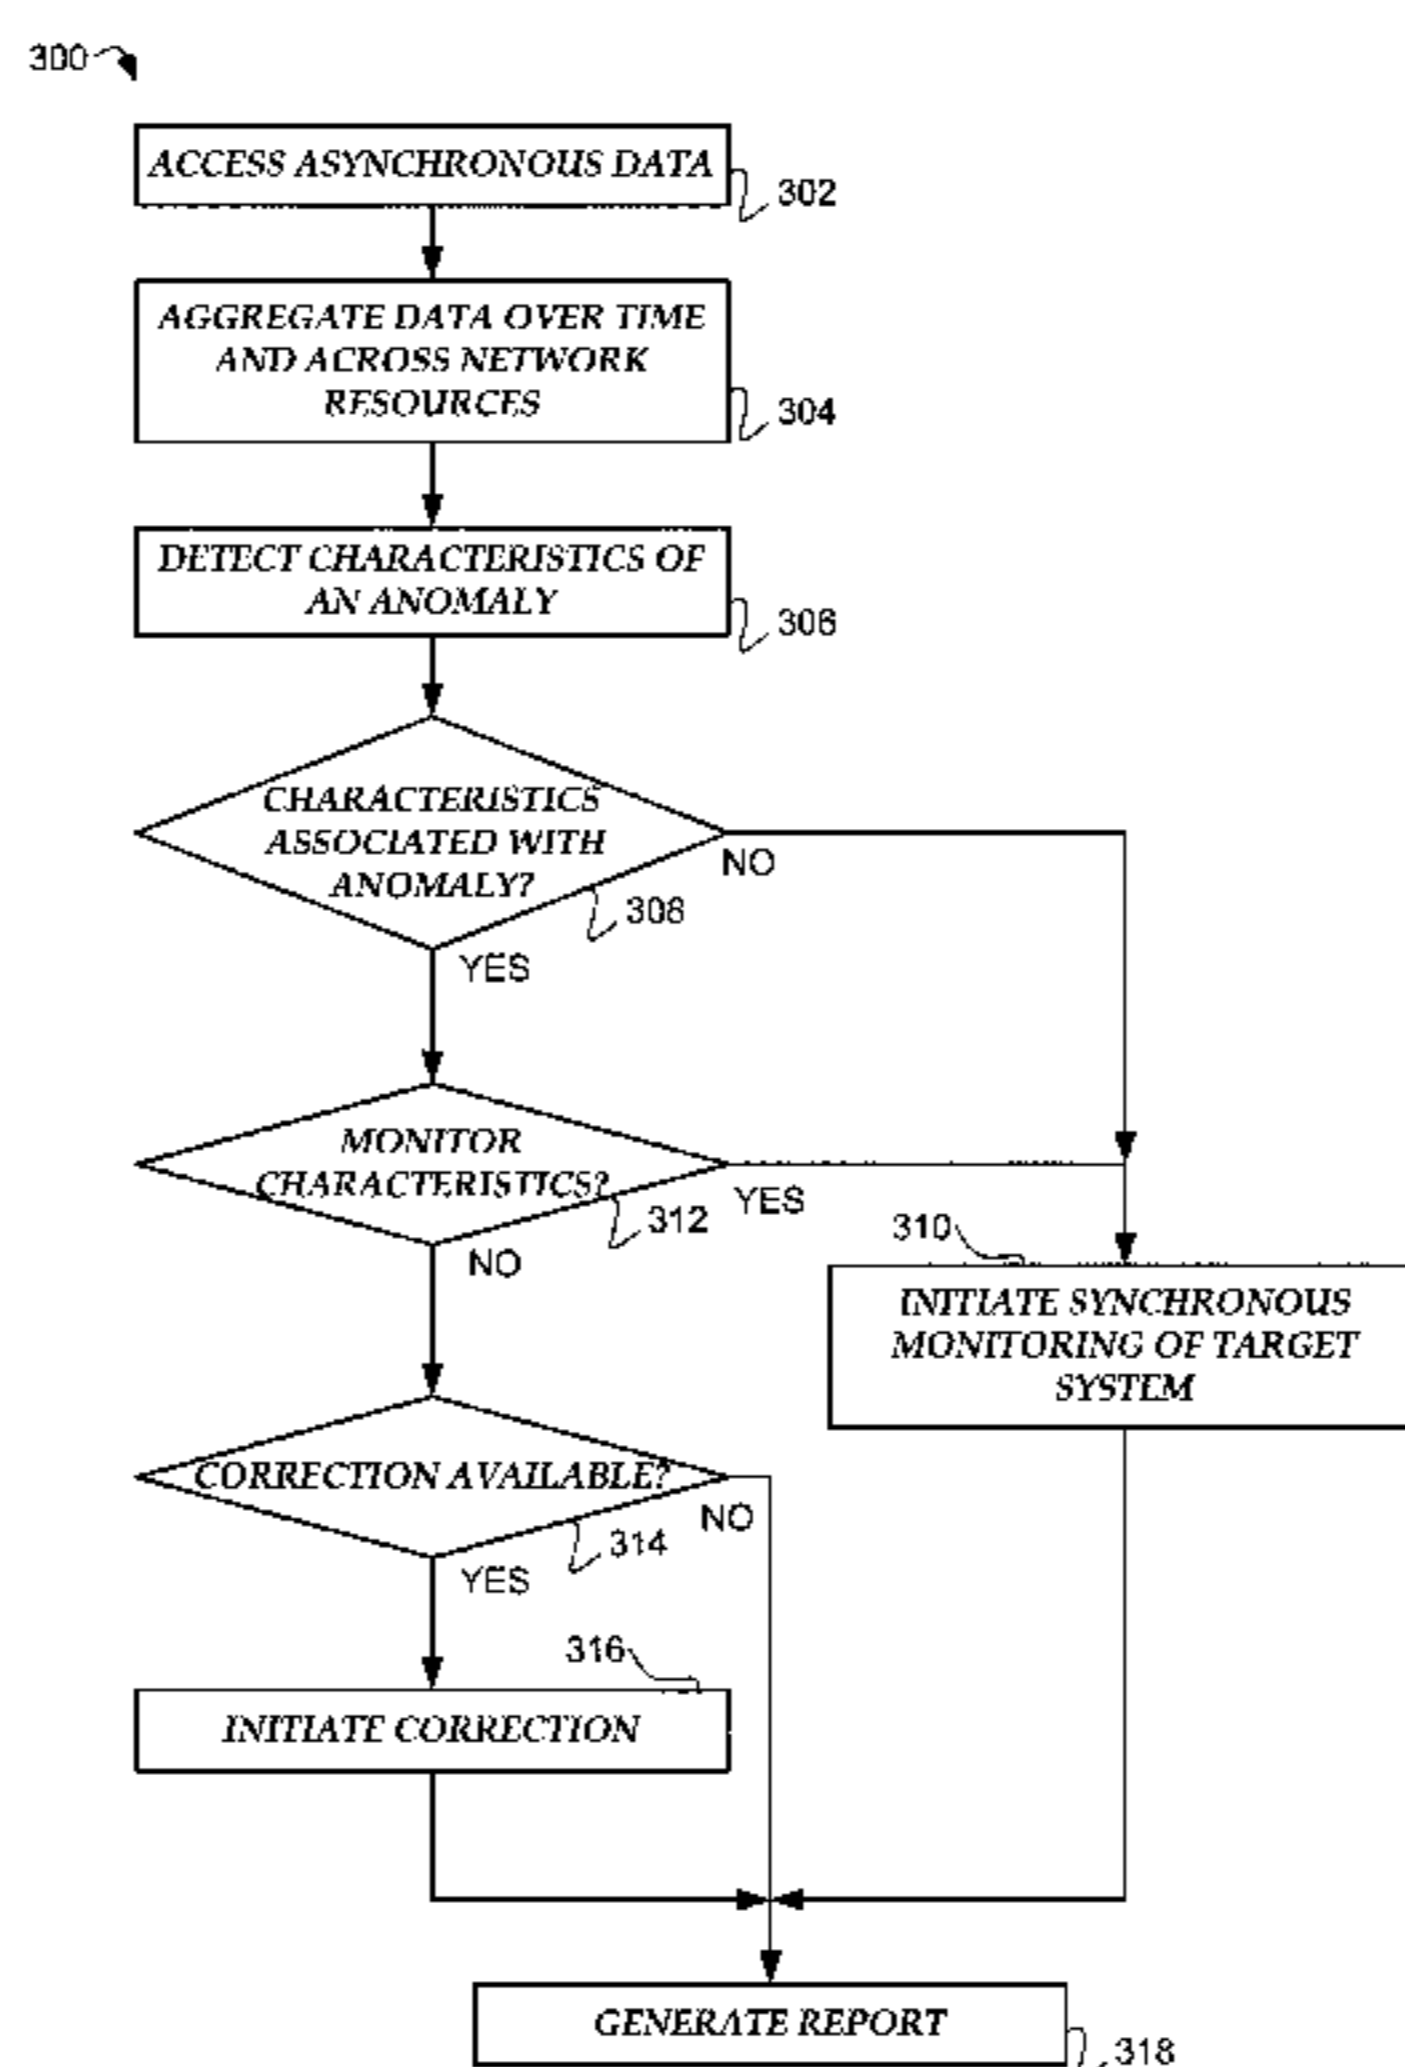 300
ACCESS ASYNCHRONOUS DATA
302
AGGREGATE DATA OVER TIME
AND ACROSS NETWORK
RESOURCES
304
DETECT CHARACTERISTICS OF
AN ANOMALY
306
CHARACTERISTICS
ASSOCIATED WITH
ANOMALY?
NO
308
YES
MONITOR
CHARACTERISTICS?
YES
312
NO
310
INITIATE SYNCHRONOUS
MONITORING OF TARGET
SYSTEM
CORRECTION AVAILABLE?
NO
314
YES
316
INITIATE CORRECTION
GENERATE REPORT
318